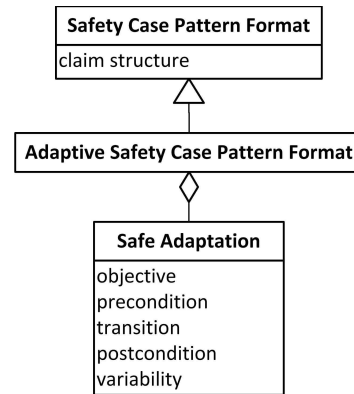 Safety Case Pattern Format
claim structure
Adaptive Safety Case Pattern Format
Safe Adaptation
objective
precondition
transition
postcondition
variability